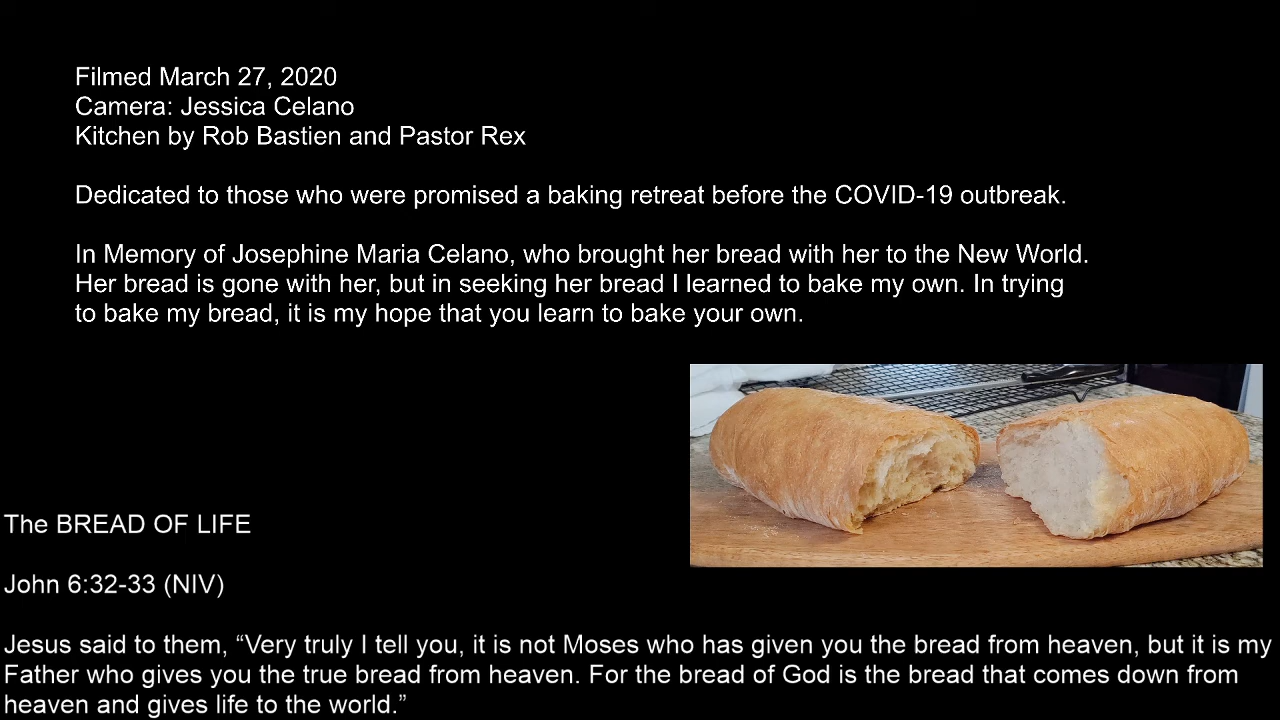 Filmed March 27, 2020
Camera: Jessica Celano
Kitchen by Rob Bastien and Pastor Rex
Dedicated to those who were promised a baking retreat before the COVID-19 outbreak.
In Memory of Josephine Maria Celano, who brought her bread with her to the New World.
Her bread is gone with her, but in seeking her bread I learned to bake my own. In trying
to bake my bread, it is my hope that you learn to bake your own.
The BREAD OF LIFE
John 6:32-33 (NIV)
Jesus said to them, “Very truly I tell you, it is not Moses who has given you the bread from heaven, but it is my
Father who gives you the true bread from heaven. For the bread of God is the bread that comes down from
heaven and gives life to the world.”